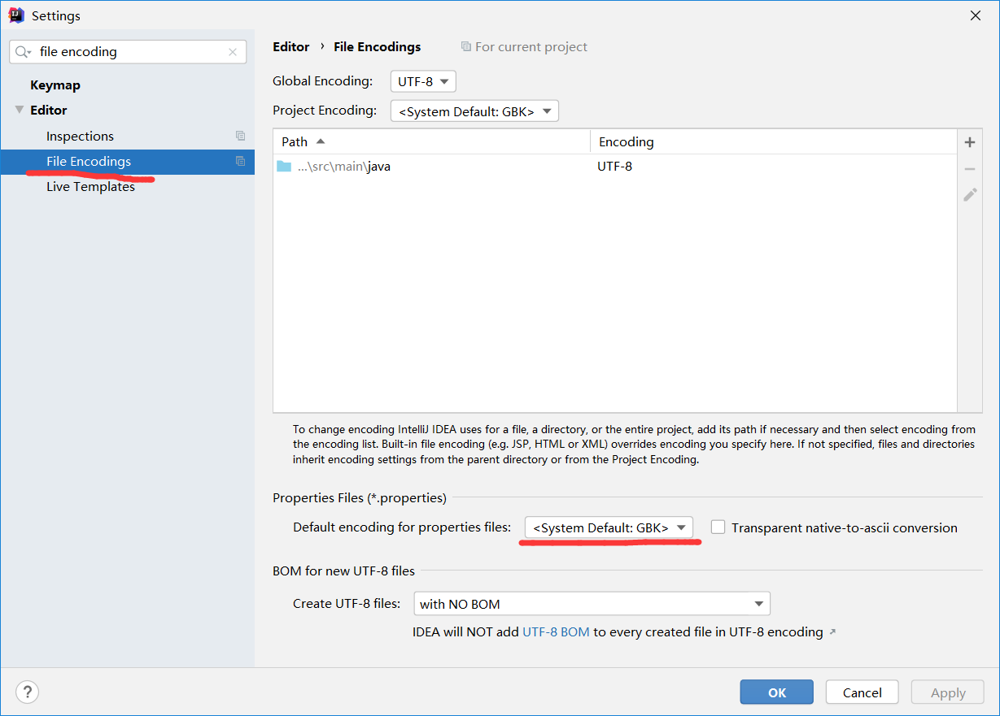 Settings
file encoding
Keymap
Editor
Inspections
File Encodings
Live Templates
Editor › File Encodings For current project
Global Encoding: UTF-8
Project Encoding: <System Default: GBK>
Path Encoding
...\src\main\java UTF-8
To change encoding IntelliJ IDEA uses for a file, a directory, or the entire project, add its path if necessary and then select encoding from
the encoding list. Built-in file encoding (e.g. JSP, HTML or XML) overrides encoding you specify here. If not specified, files and directories
inherit encoding settings from the parent directory or from the Project Encoding.
Properties Files (*.properties)
Default encoding for properties files: <System Default: GBK> Transparent native-to-ascii conversion
BOM for new UTF-8 files
Create UTF-8 files: with NO BOM
IDEA will NOT add UTF-8 BOM to every created file in UTF-8 encoding ↗
? OK Cancel Apply